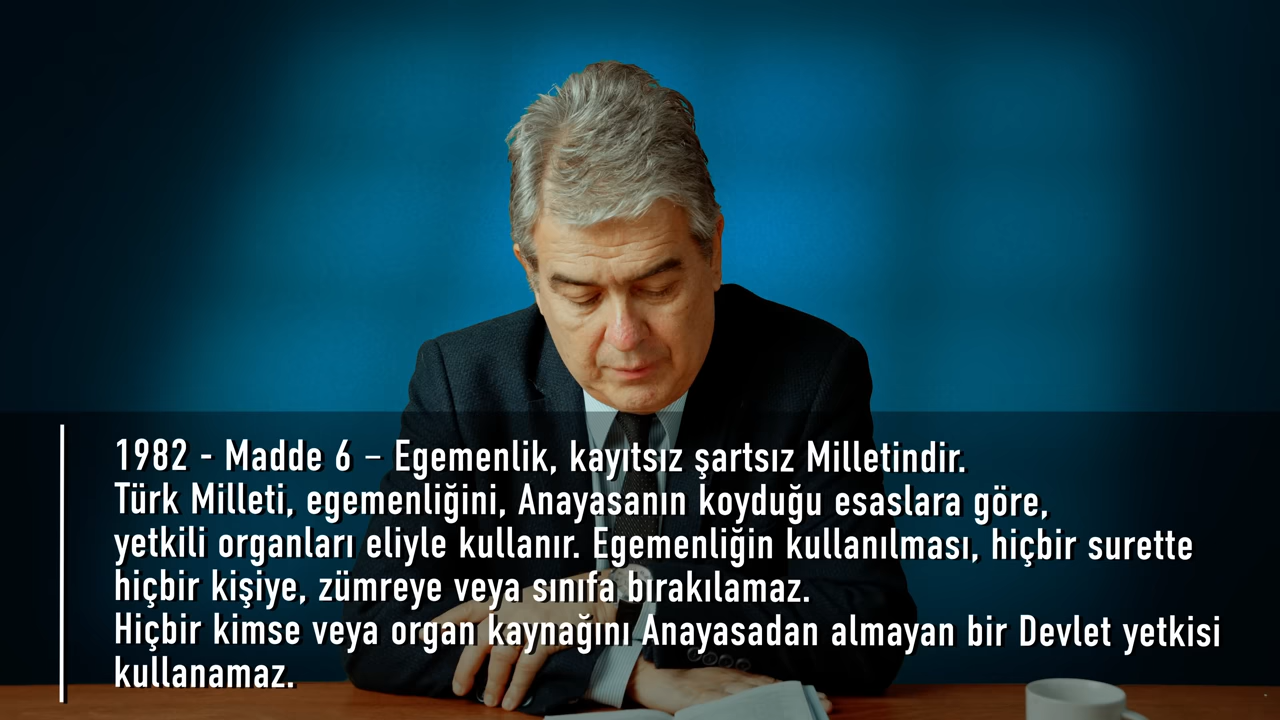 1982 - Madde 6 – Egemenlik, kayıtsız şartsız Milletindir.
Türk Milleti, egemenliğini, Anayasanın koyduğu esaslara göre,
yetkili organları eliyle kullanır. Egemenliğin kullanılması, hiçbir surette
hiçbir kişiye, zümreye veya sınıfa bırakılamaz.
Hiçbir kimse veya organ kaynağını Anayasadan almayan bir Devlet yetkisi
kullanamaz.